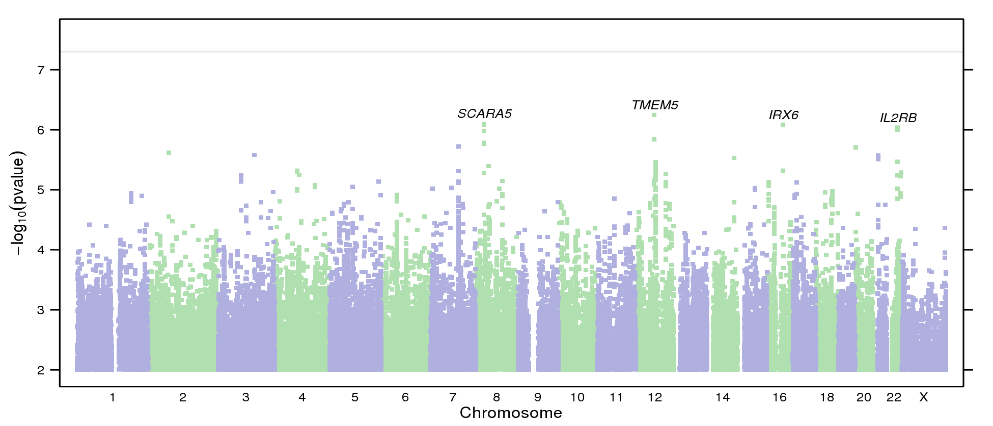 7
6
5
4
3
2
−log10(pvalue)
SCARA5
TMEM5
IRX6
IL2RB
1 2 3 4 5 6 7 8 9 10 11 12 14 16 18 20 22 X
Chromosome